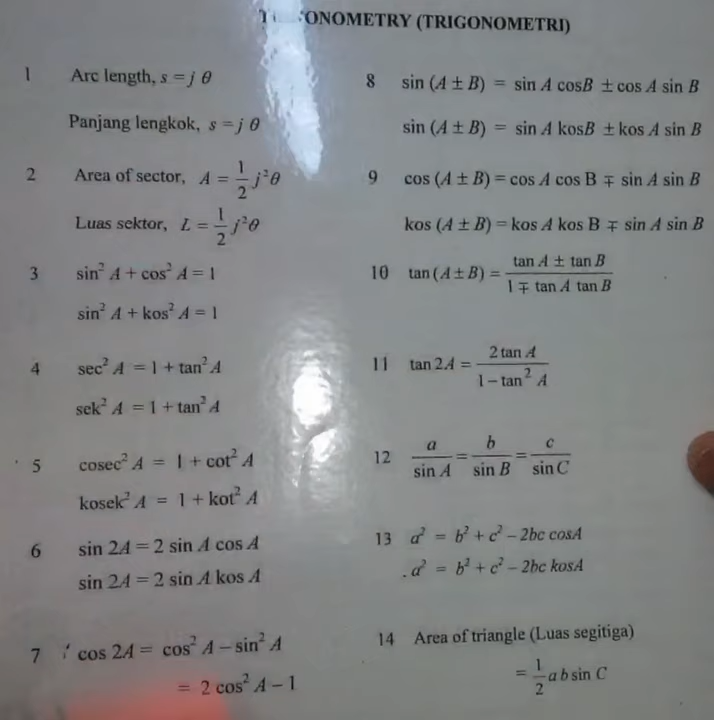 ONOMETRY (TRIGONOMETRI)
1 Arc length, s = j θ
Panjang lengkok, s = j θ
2 Area of sector, A = 1/2 j²θ
Luas sektor, L = 1/2 j²θ
3 sin² A + cos² A = 1
sin² A + kos² A = 1
4 sec² A = 1 + tan² A
sek² A = 1 + tan² A
5 cosec² A = 1 + cot² A
kosek² A = 1 + kot² A
6 sin 2A = 2 sin A cos A
sin 2A = 2 sin A kos A
7 cos 2A = cos² A – sin² A
= 2 cos² A – 1
8 sin (A ± B) = sin A cosB ± cos A sin B
sin (A ± B) = sin A kosB ± kos A sin B
9 cos (A ± B) = cos A cos B ∓ sin A sin B
kos (A ± B) = kos A kos B ∓ sin A sin B
10 tan (A ± B) = (tan A ± tan B)/(1 ∓ tan A tan B)
11 tan 2A = (2 tan A)/(1 – tan² A)
12 a/sin A = b/sin B = c/sin C
13 a² = b² + c² – 2bc cosA
a² = b² + c² – 2bc kosA
14 Area of triangle (Luas segitiga)
= 1/2 a b sin C